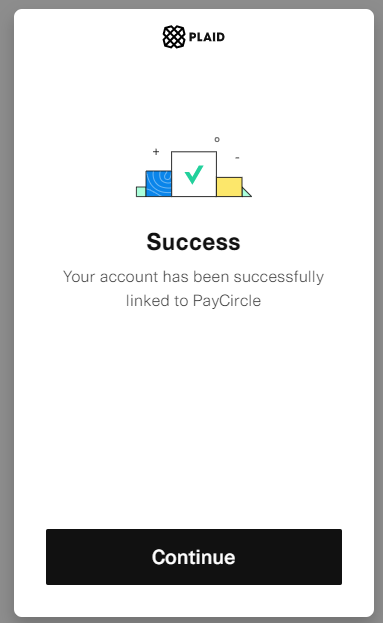 PLAID
Success
Your account has been successfully
linked to PayCircle
Continue